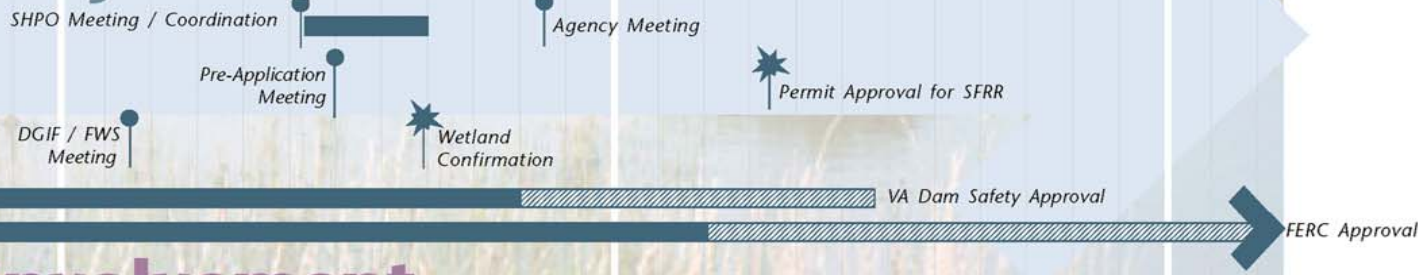 SHPO Meeting / Coordination
Agency Meeting
Pre-Application
Meeting
Permit Approval for SFRR
DGIF / FWS
Meeting
Wetland
Confirmation
VA Dam Safety Approval
FERC Approval